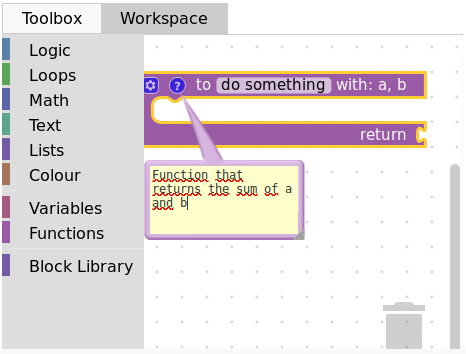 Toolbox Workspace
Logic
Loops
Math
Text
Lists
Colour
Variables
Functions
Block Library
? to do something with: a, b
return
Function that
returns the sum of a
and b